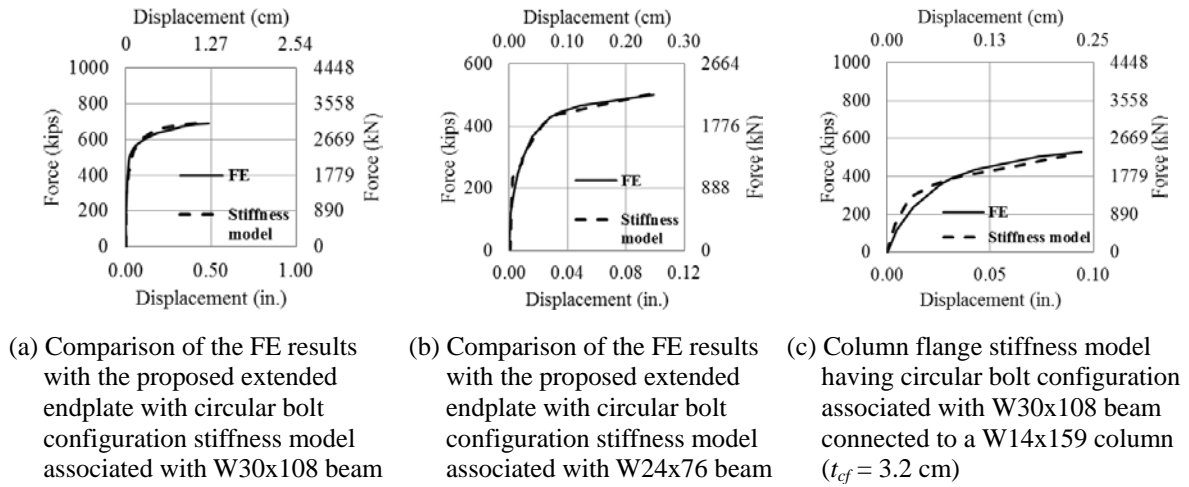 Displacement (cm)
0 1.27 2.54
1000 4448
800 3558
600 2669
400 1779
200 890
0 0
Force (kips)
Force (kN)
FE
Stiffness
model
0.00 0.50 1.00
Displacement (in.)
(a) Comparison of the FE results
with the proposed extended
endplate with circular bolt
configuration stiffness model
associated with W30x108 beam
Displacement (cm)
0.00 0.10 0.20 0.30
600 2664
400 1776
200 888
0 0
Force (kips)
Force (kN)
FE
Stiffness
model
0.00 0.04 0.08 0.12
Displacement (in.)
(b) Comparison of the FE results
with the proposed extended
endplate with circular bolt
configuration stiffness model
associated with W24x76 beam
Displacement (cm)
0.00 0.13 0.25
1000 4448
800 3558
600 2669
400 1779
200 890
0 0
Force (kips)
Force (kN)
FE
Stiffness model
0.00 0.05 0.10
Displacement (in.)
(c) Column flange stiffness model
having circular bolt configuration
associated with W30x108 beam
connected to a W14x159 column
(tcf = 3.2 cm)